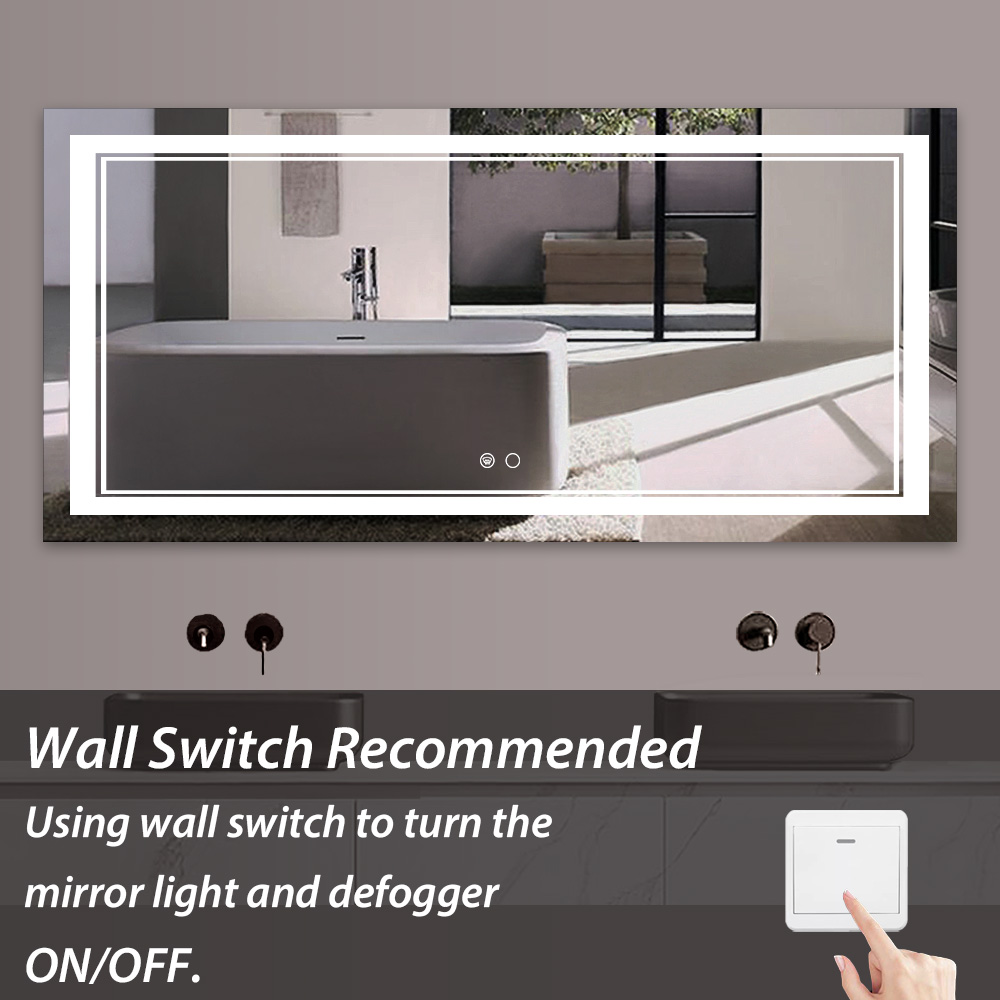 Wall Switch Recommended
Using wall switch to turn the
mirror light and defogger
ON/OFF.